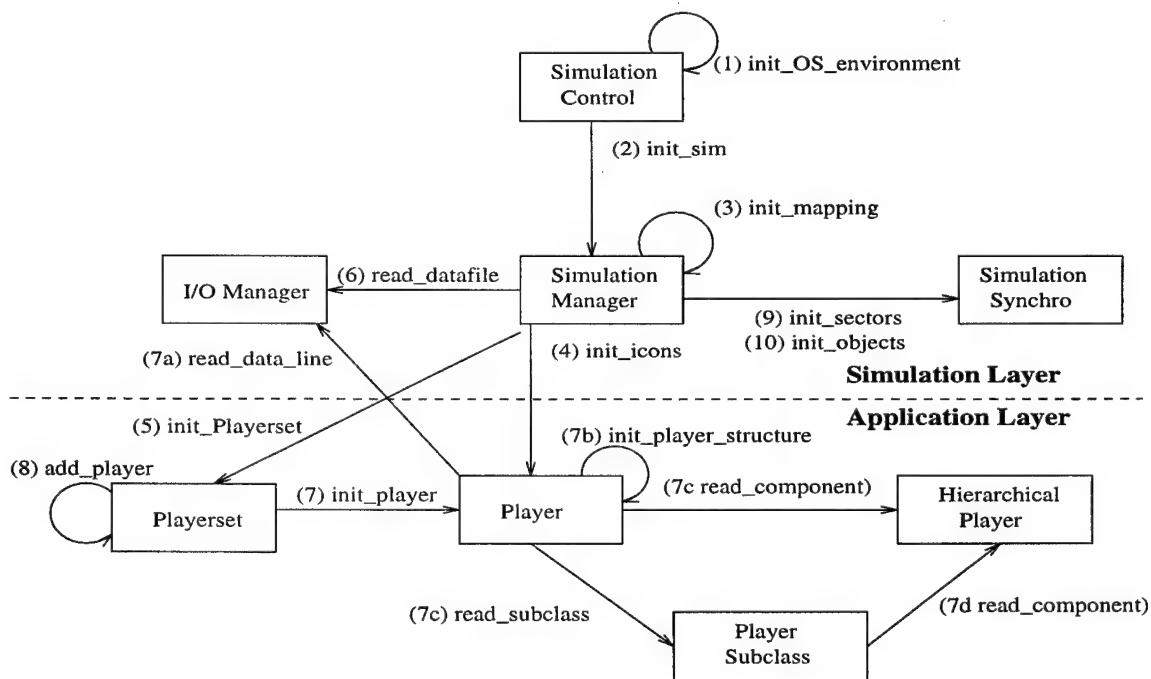 (1) init_OS_environment
Simulation
Control
(2) init_sim
(3) init_mapping
I/O Manager
(6) read_datafile
Simulation
Manager
Simulation
Synchro
(9) init_sectors
(10) init_objects
(7a) read_data_line
(4) init_icons
Simulation Layer
Application Layer
(5) init_Playerset
(7b) init_player_structure
(8) add_player
(7) init_player
(7c read_component)
Playerset
Player
Hierarchical
Player
(7c) read_subclass
(7d read_component)
Player
Subclass